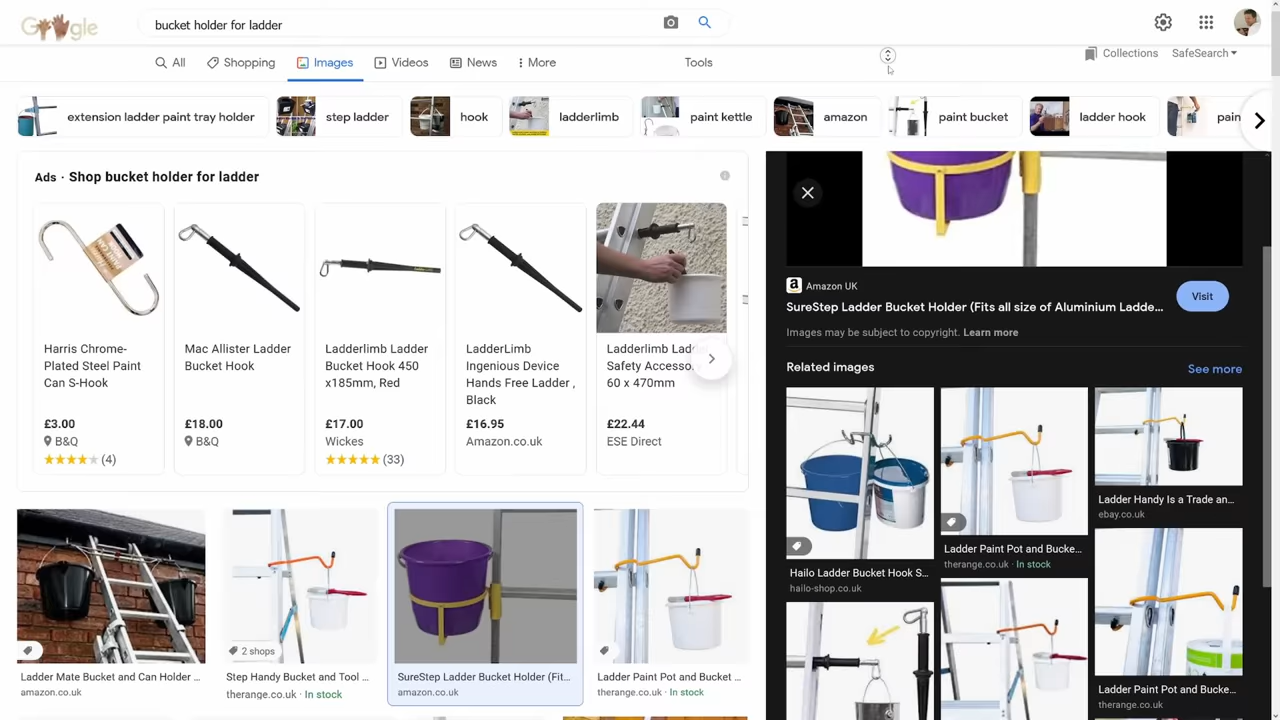 Google
bucket holder for ladder
Collections
SafeSearch
All
Shopping
Images
Videos
News
More
Tools
extension ladder paint tray holder
step ladder
hook
ladderlimb
paint kettle
amazon
paint bucket
ladder hook
pain
Ads · Shop bucket holder for ladder
Harris Chrome-
Plated Steel Paint
Can S-Hook
£3.00
B&Q
(4)
Mac Allister Ladder
Bucket Hook
£18.00
B&Q
Ladderlimb Ladder
Bucket Hook 450
x185mm, Red
£17.00
Wickes
(33)
LadderLimb
Ingenious Device
Hands Free Ladder ,
Black
£16.95
Amazon.co.uk
Ladderlimb Lad
Safety Accesso
60 x 470mm
£22.44
ESE Direct
Ladder Mate Bucket and Can Holder ...
amazon.co.uk
2 shops
Step Handy Bucket and Tool ...
therange.co.uk · In stock
SureStep Ladder Bucket Holder (Fit...
amazon.co.uk
Ladder Paint Pot and Bucket ...
therange.co.uk · In stock
Amazon UK
SureStep Ladder Bucket Holder (Fits all size of Aluminium Ladde...
Visit
Images may be subject to copyright. Learn more
Related images
See more
Hailo Ladder Bucket Hook S...
hailo-shop.co.uk
Ladder Paint Pot and Bucke...
therange.co.uk · In stock
Ladder Handy Is a Trade an...
ebay.co.uk
Ladder Paint Pot and Bucke...
therange.co.uk